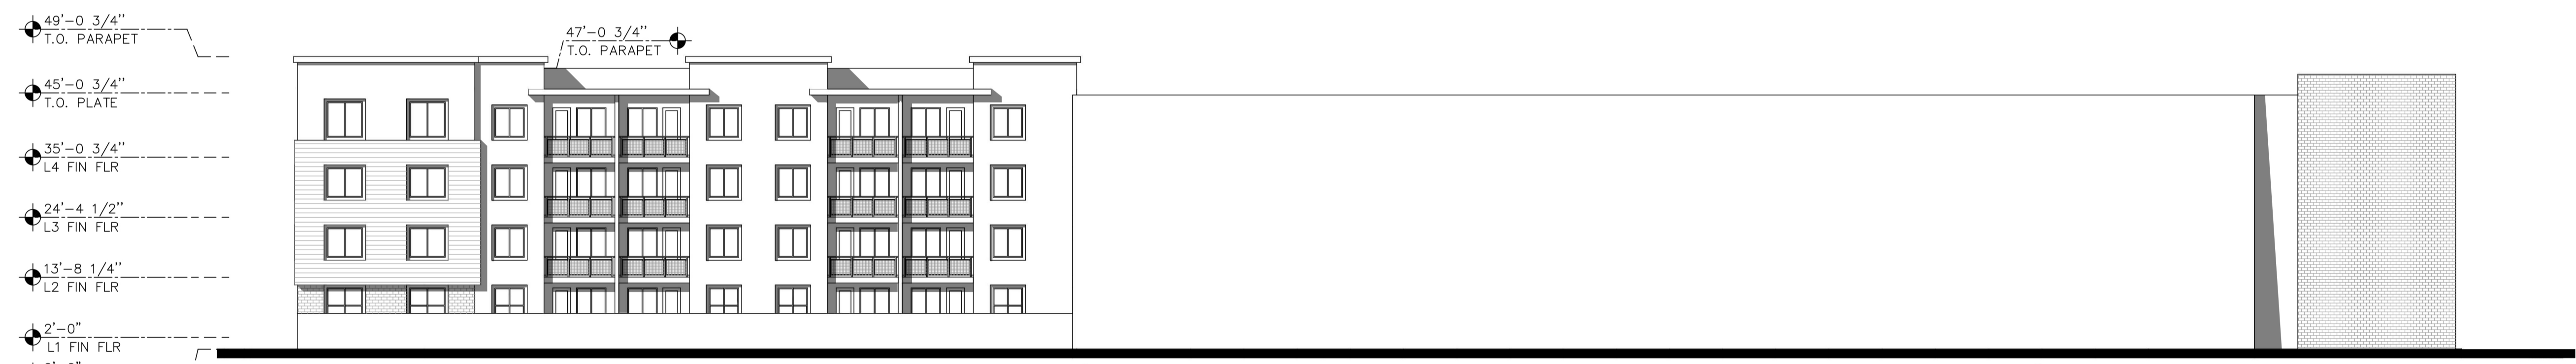 49'-0 3/4"
T.O. PARAPET
47'-0 3/4"
T.O. PARAPET
45'-0 3/4"
T.O. PLATE
35'-0 3/4"
L4 FIN FLR
24'-4 1/2"
L3 FIN FLR
13'-8 1/4"
L2 FIN FLR
2'-0"
L1 FIN FLR